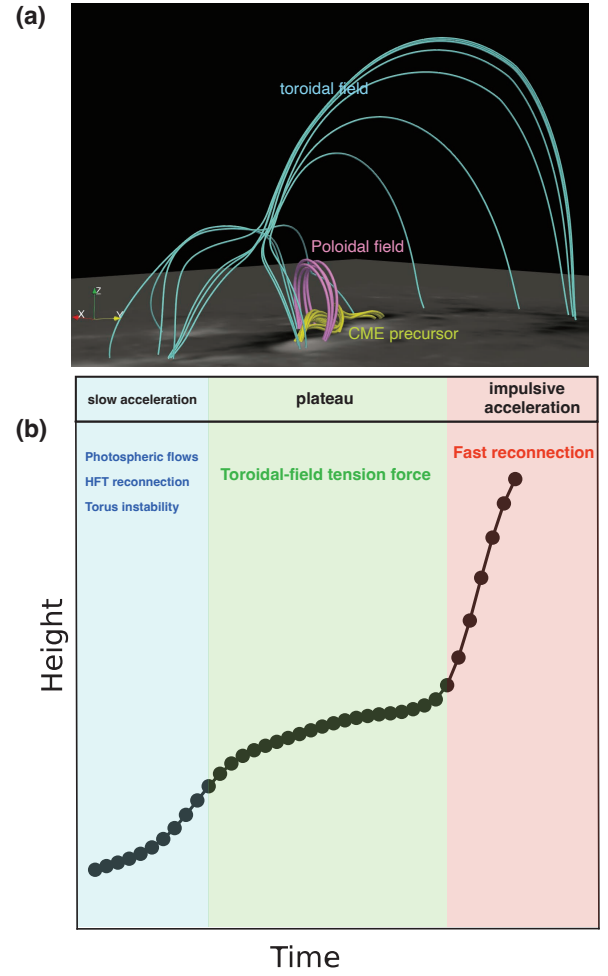 (a)
toroidal field
Poloidal field
CME precursor
Z
X
Y
(b)
slow acceleration
plateau
impulsive
acceleration
Photospheric flows
HFT reconnection
Torus instability
Toroidal-field tension force
Fast reconnection
Height
Time